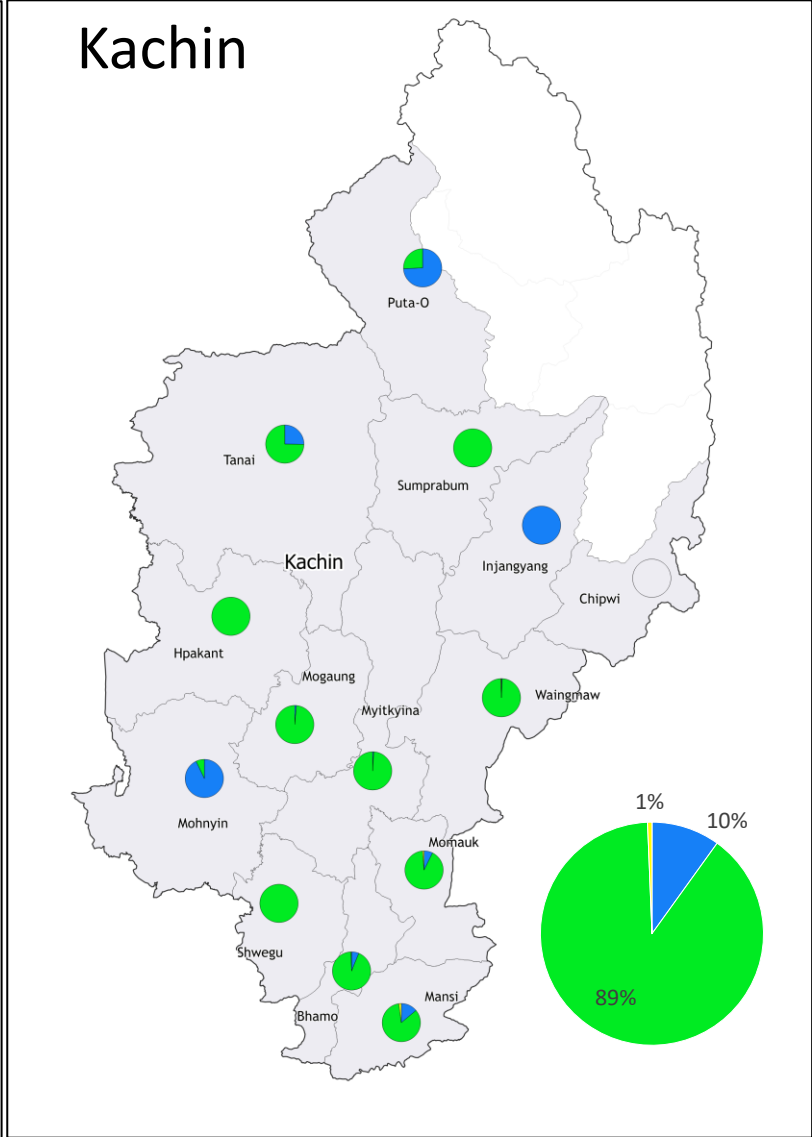 Kachin
Puta-O
Tanai
Sumprabum
Kachin
Injangyang
Chipwi
Hpakant
Mogaung
Waingmaw
Myitkyina
Mohnyin
Momauk
Shwegu
Mansi
Bhamo
1%
10%
89%